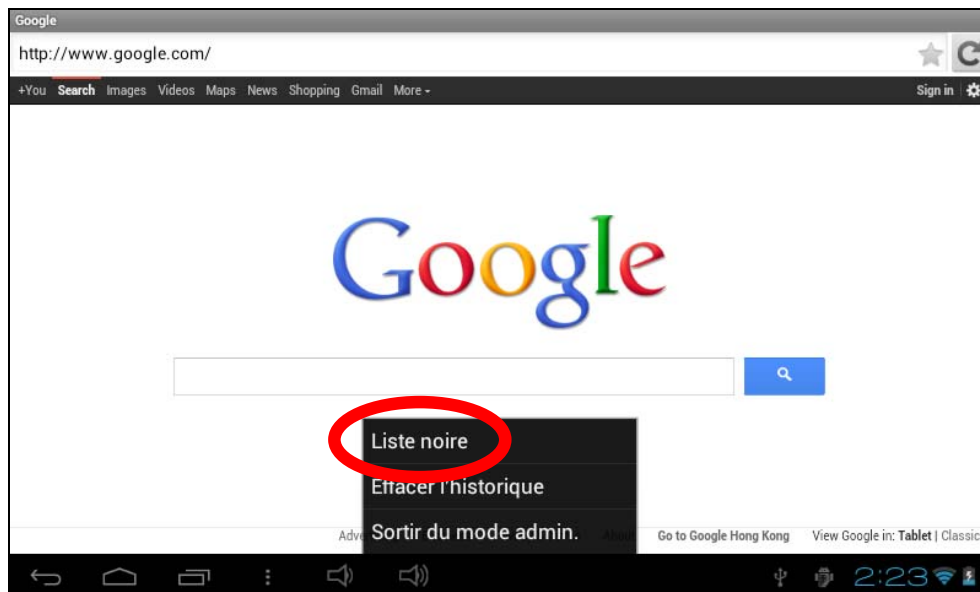 Google
http://www.google.com/
+You Search Images Videos Maps News Shopping Gmail More
Sign in
Google
Liste noire
Effacer l'historique
Sortir du mode admin.
Go to Google Hong Kong View Google in: Tablet | Classic
2:23